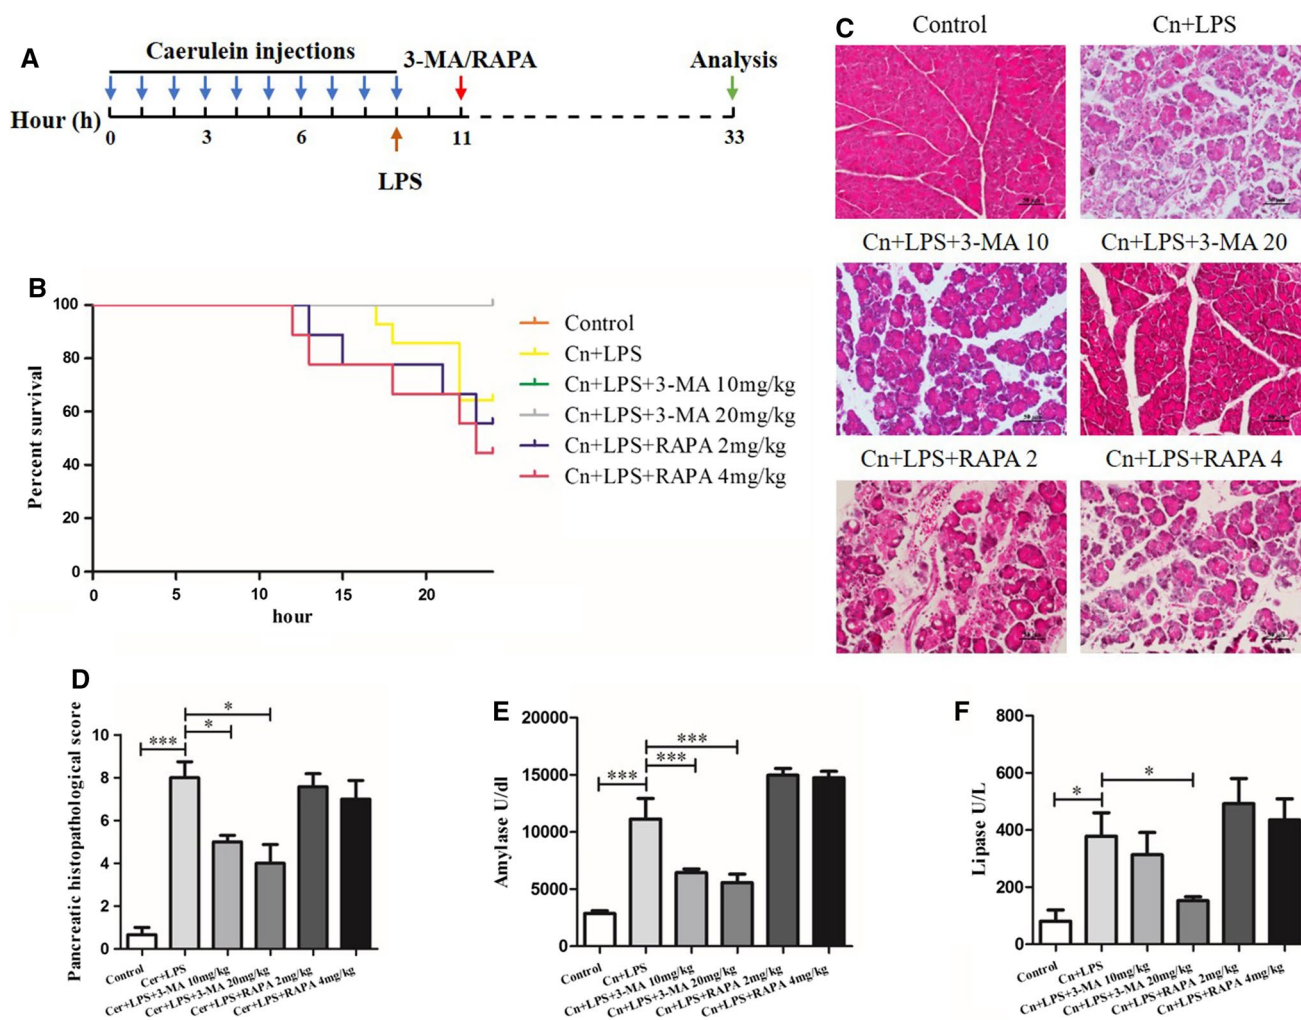 A
Caerulein injections
3-MA/RAPA
Analysis
Hour (h)
0
3
6
11
33
LPS
B
Percent survival
100
80
60
40
20
0
0
5
10
15
20
hour
Control
Cn+LPS
Cn+LPS+3-MA 10mg/kg
Cn+LPS+3-MA 20mg/kg
Cn+LPS+RAPA 2mg/kg
Cn+LPS+RAPA 4mg/kg
C
Control
Cn+LPS
Cn+LPS+3-MA 10
Cn+LPS+3-MA 20
Cn+LPS+RAPA 2
Cn+LPS+RAPA 4
D
Pancreatic histopathological score
10
8
6
4
2
0
***
*
*
Control
Cer+LPS
Cer+LPS+3-MA 10mg/kg
Cer+LPS+3-MA 20mg/kg
Cer+LPS+RAPA 2mg/kg
Cer+LPS+RAPA 4mg/kg
E
Amylase U/dl
20000
15000
10000
5000
0
***
***
***
Control
Cn+LPS
Cn+LPS+3-MA 10mg/kg
Cn+LPS+3-MA 20mg/kg
Cn+LPS+RAPA 2mg/kg
Cn+LPS+RAPA 4mg/kg
F
Lipase U/L
800
600
400
200
0
*
*
Control
Cn+LPS
Cn+LPS+3-MA 10mg/kg
Cn+LPS+3-MA 20mg/kg
Cn+LPS+RAPA 2mg/kg
Cn+LPS+RAPA 4mg/kg